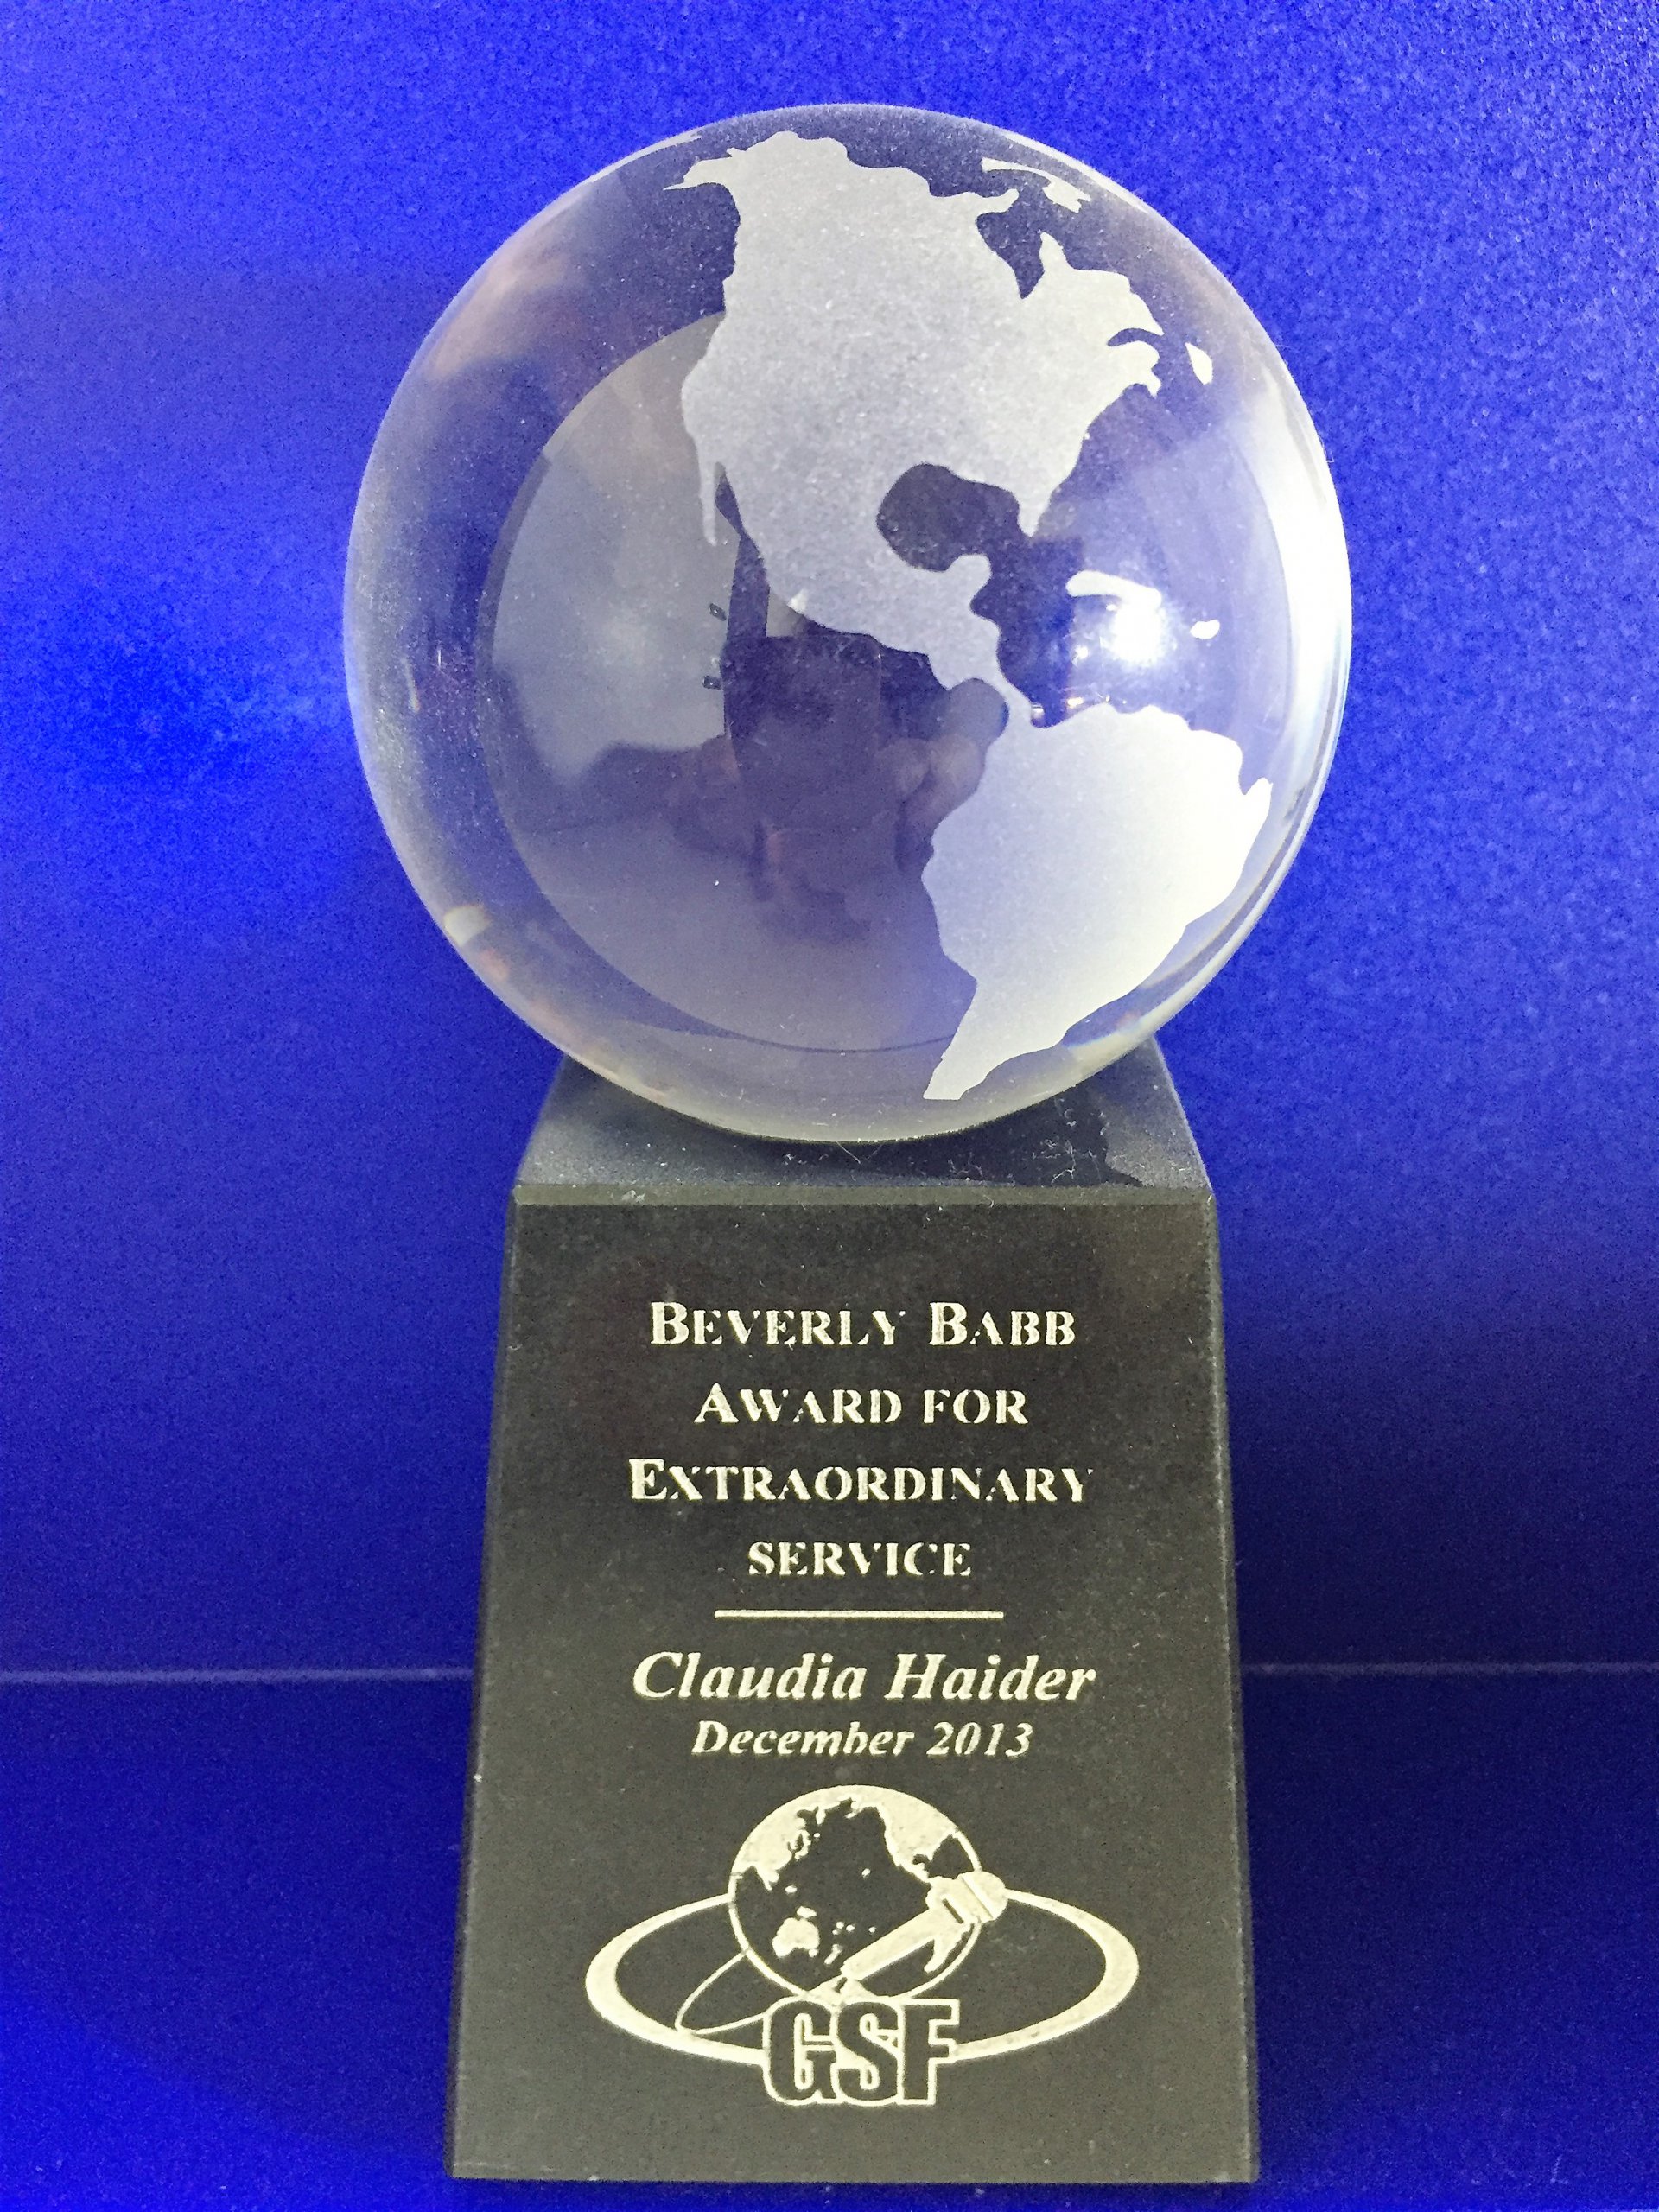 BEVERLY BABB
AWARD FOR
EXTRAORDINARY
SERVICE
Claudia Haider
December 2013
GSF